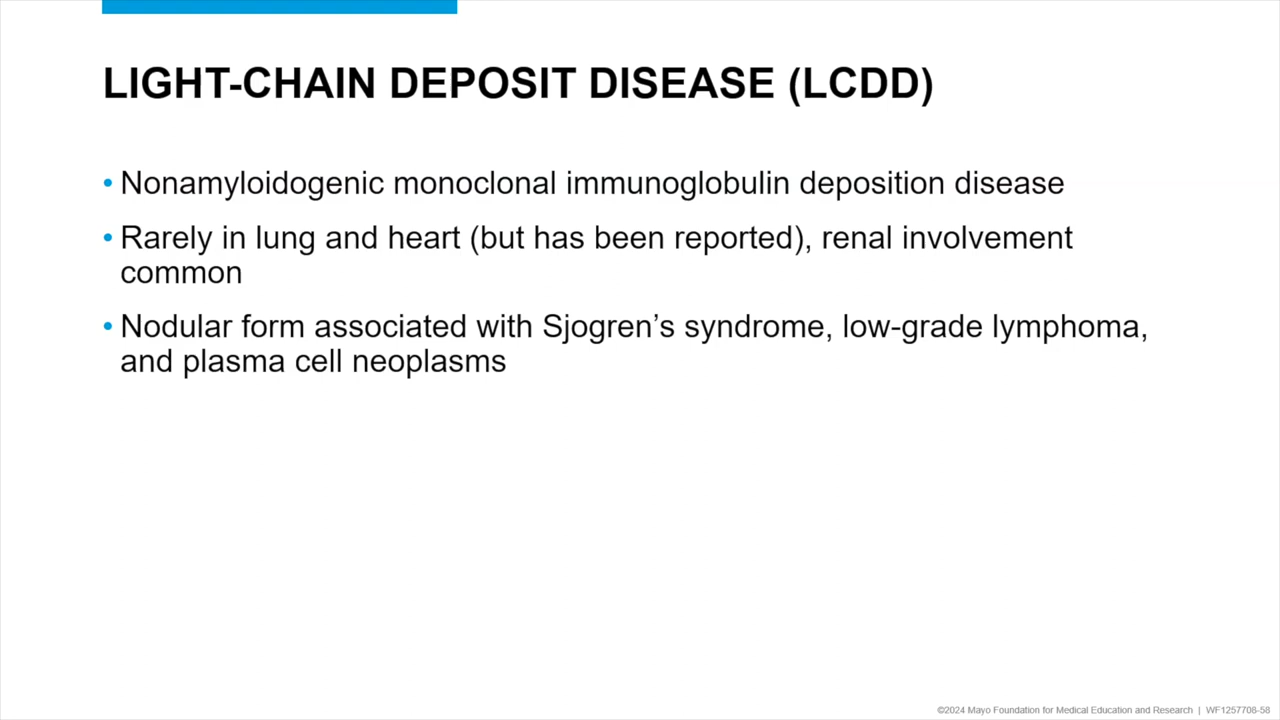 LIGHT-CHAIN DEPOSIT DISEASE (LCDD)
• Nonamyloidogenic monoclonal immunoglobulin deposition disease
• Rarely in lung and heart (but has been reported), renal involvement
common
• Nodular form associated with Sjogren’s syndrome, low-grade lymphoma,
and plasma cell neoplasms
©2024 Mayo Foundation for Medical Education and Research | WF1257708-58